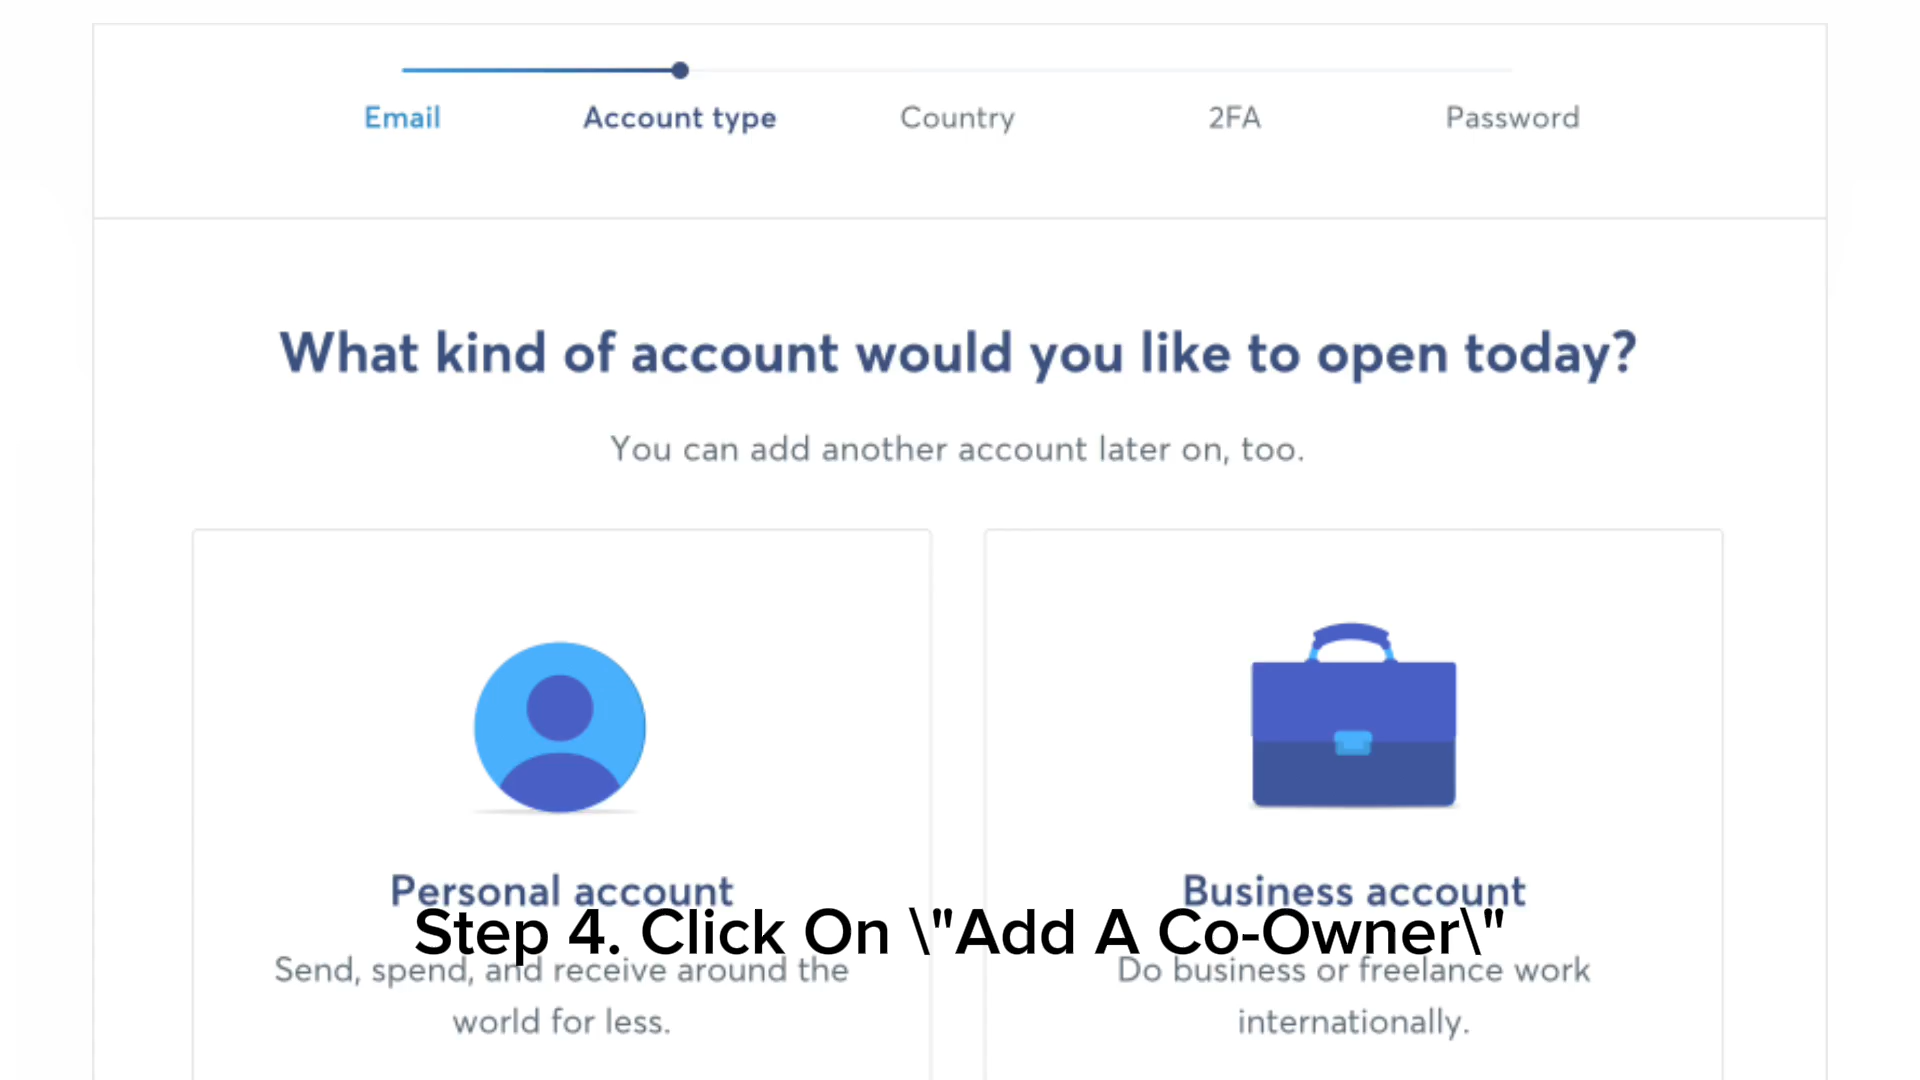 Email
Account type
Country
2FA
Password
What kind of account would you like to open today?
You can add another account later on, too.
Personal account
Business account
Step 4. Click On \"Add A Co-Owner\"
Send, spend, and receive around the
world for less.
Do business or freelance work
internationally.